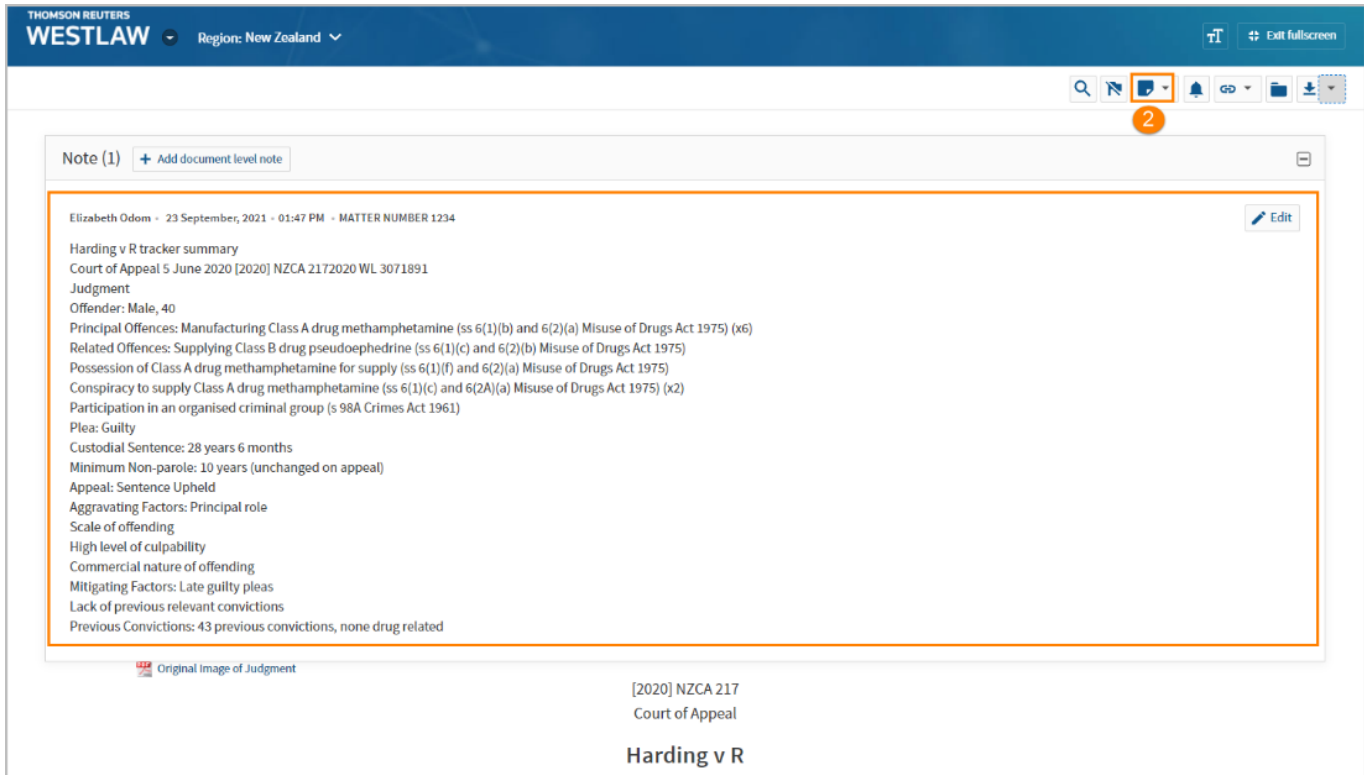 THOMSON REUTERS
WESTLAW
Region: New Zealand
Exit fullscreen
2
Note (1)
+ Add document level note
Elizabeth Odom • 23 September, 2021 • 01:47 PM • MATTER NUMBER 1234
Edit
Harding v R tracker summary
Court of Appeal 5 June 2020 [2020] NZCA 2172020 WL 3071891
Judgment
Offender: Male, 40
Principal Offences: Manufacturing Class A drug methamphetamine (ss 6(1)(b) and 6(2)(a) Misuse of Drugs Act 1975) (x6)
Related Offences: Supplying Class B drug pseudoephedrine (ss 6(1)(c) and 6(2)(b) Misuse of Drugs Act 1975)
Possession of Class A drug methamphetamine for supply (ss 6(1)(f) and 6(2)(a) Misuse of Drugs Act 1975)
Conspiracy to supply Class A drug methamphetamine (ss 6(1)(c) and 6(2A)(a) Misuse of Drugs Act 1975) (x2)
Participation in an organised criminal group (s 98A Crimes Act 1961)
Plea: Guilty
Custodial Sentence: 28 years 6 months
Minimum Non-parole: 10 years (unchanged on appeal)
Appeal: Sentence Upheld
Aggravating Factors: Principal role
Scale of offending
High level of culpability
Commercial nature of offending
Mitigating Factors: Late guilty pleas
Lack of previous relevant convictions
Previous Convictions: 43 previous convictions, none drug related
Original Image of Judgment
[2020] NZCA 217
Court of Appeal
Harding v R